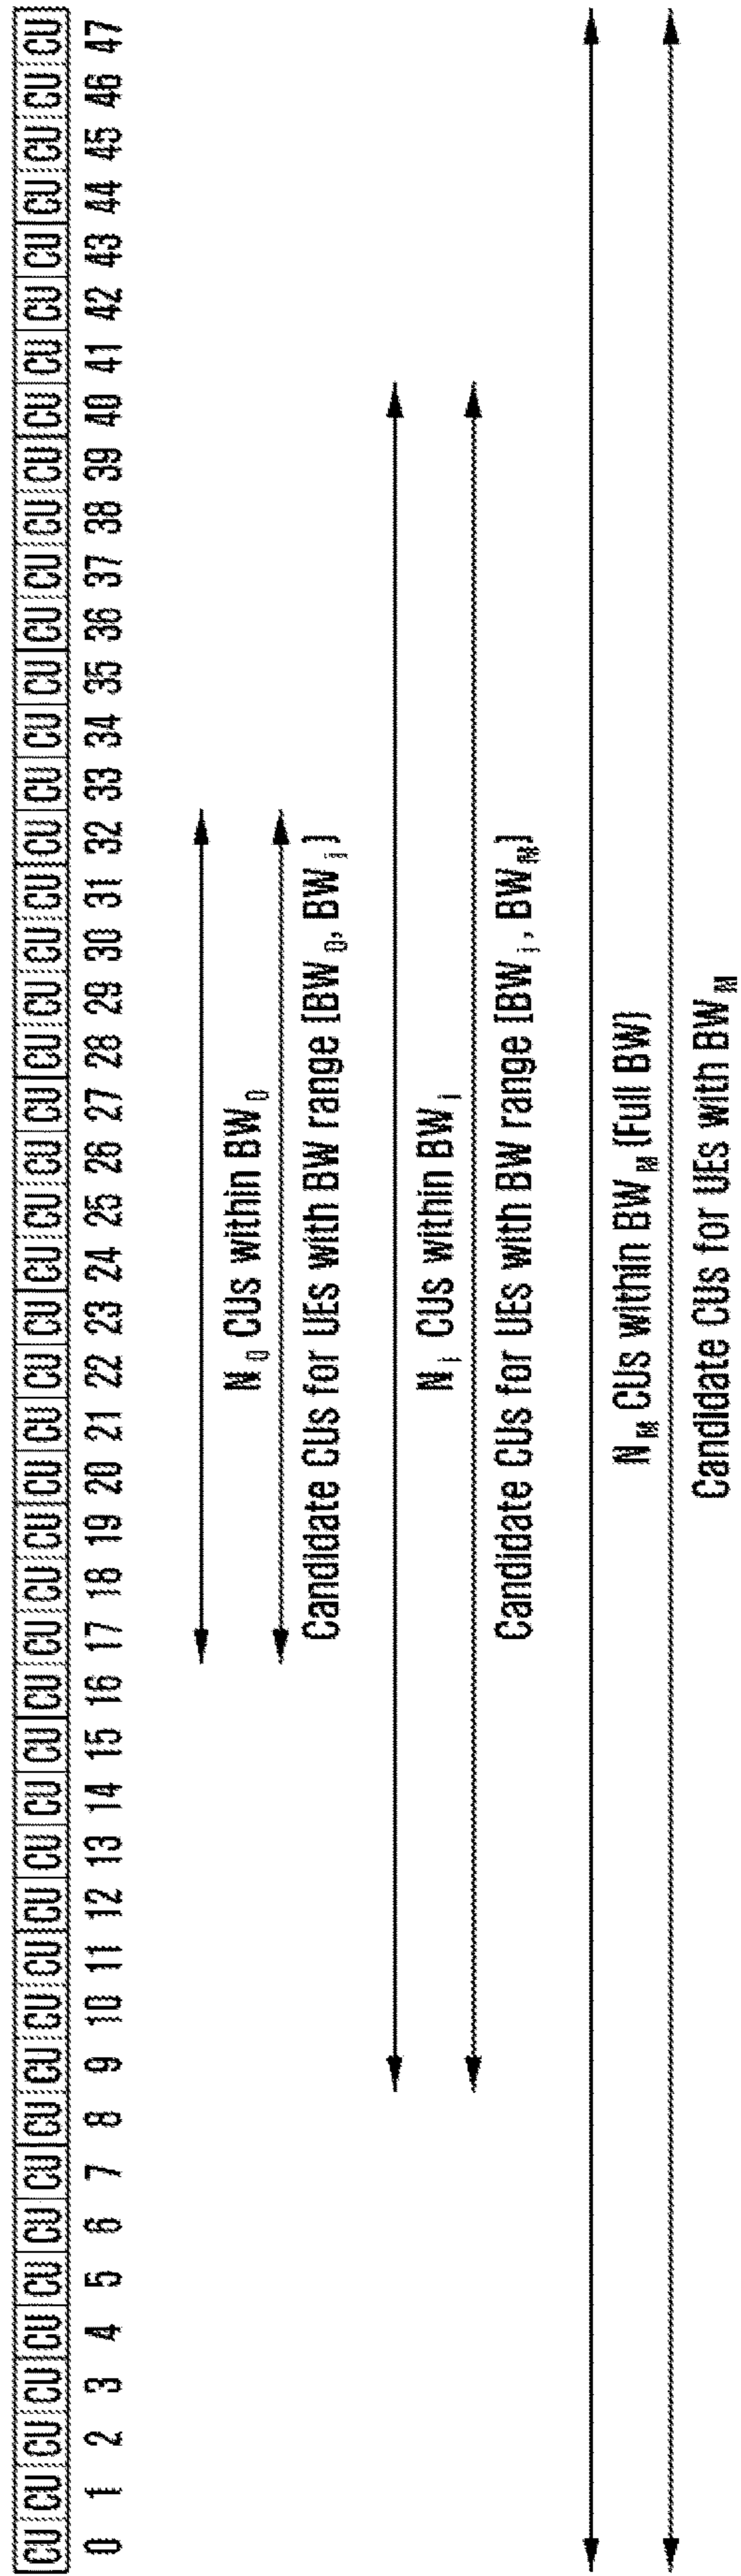 CU CU CU CU CU CU CU CU CU CU CU CU CU CU CU CU CU CU CU CU CU CU CU CU CU CU CU CU CU CU CU CU CU CU CU CU CU CU CU CU CU CU CU CU CU CU CU CU
0 1 2 3 4 5 6 7 8 9 10 11 12 13 14 15 16 17 18 19 20 21 22 23 24 25 26 27 28 29 30 31 32 33 34 35 36 37 38 39 40 41 42 43 44 45 46 47
N0 CUs within BW0
Candidate CUs for UEs with BW range [BW0, BWi]
Ni CUs within BWi
Candidate CUs for UEs with BW range [BWi, BWM]
NM CUs within BWM (Full BW)
Candidate CUs for UEs with BWM